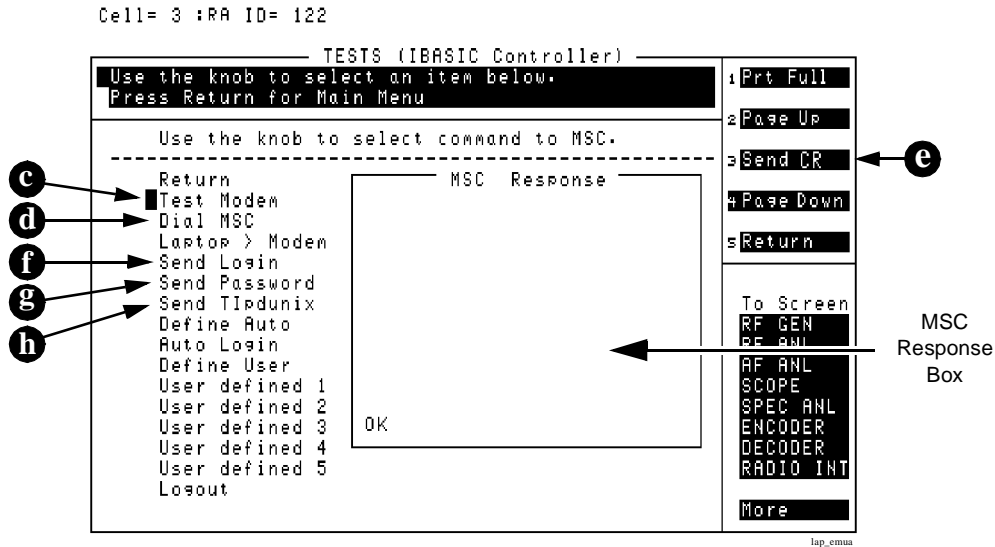 Cell= 3 :RA ID= 122
TESTS (IBASIC Controller)
Use the knob to select an item below.
Press Return for Main Menu
Use the knob to select command to MSC.
Return
Test Modem
Dial MSC
Laptop > Modem
Send Login
Send Password
Send TIpdunix
Define Auto
Auto Login
Define User
User defined 1
User defined 2
User defined 3
User defined 4
User defined 5
Logout
MSC Response
OK
c
d
f
g
h
1 Prt Full
2 Page Up
3 Send CR
4 Page Down
5 Return
e
To Screen
RF GEN
RF ANL
AF ANL
SCOPE
SPEC ANL
ENCODER
DECODER
RADIO INT
More
MSC
Response
Box
lap_emua